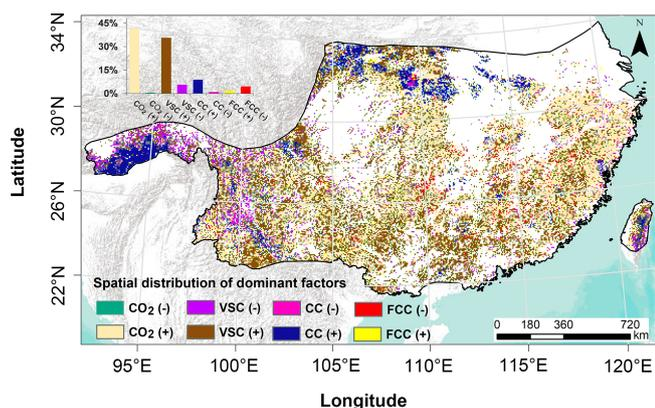 45%
30%
15%
0%
CO₂ (+)
CO₂ (-)
VSC (+)
VSC (-)
CC (+)
CC (-)
FCC (+)
FCC (-)
N
34°N
30°N
26°N
22°N
Latitude
Spatial distribution of dominant factors
CO₂ (-) VSC (-) CC (-) FCC (-)
CO₂ (+) VSC (+) CC (+) FCC (+)
0 180 360 720
km
95°E 100°E 105°E 110°E 115°E 120°E
Longitude